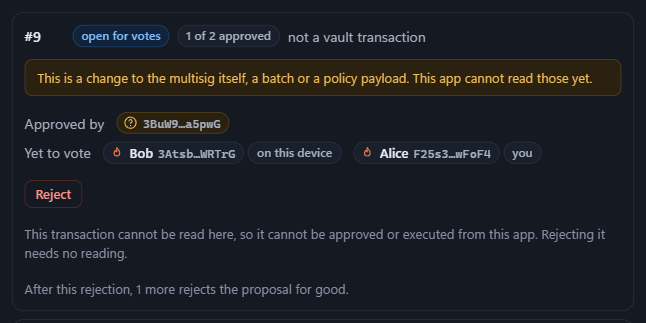 #9 open for votes 1 of 2 approved not a vault transaction
This is a change to the multisig itself, a batch or a policy payload. This app cannot read those yet.
Approved by 3BuW9…a5pwG
Yet to vote Bob 3Atsb…WRTrG on this device Alice F25s3…wFoF4 you
Reject
This transaction cannot be read here, so it cannot be approved or executed from this app. Rejecting it
needs no reading.
After this rejection, 1 more rejects the proposal for good.